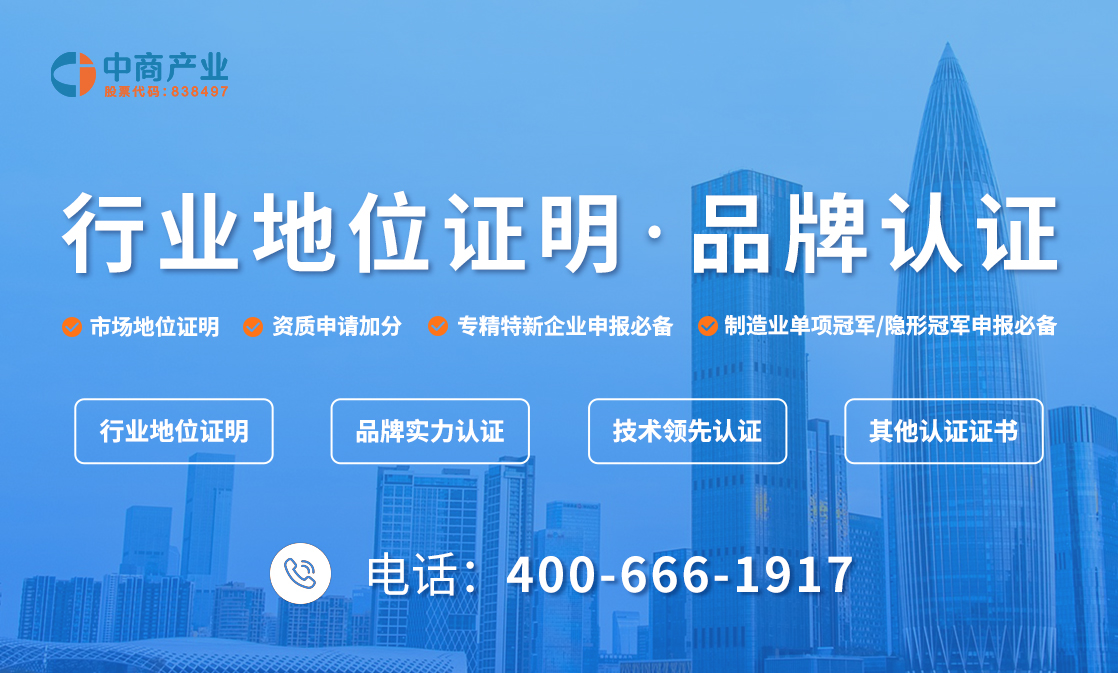 中商产业
股票代码:838497
行业地位证明·品牌认证
市场地位证明 资质申请加分 专精特新企业申报必备 制造业单项冠军/隐形冠军申报必备
行业地位证明 品牌实力认证 技术领先认证 其他认证证书
电话：400-666-1917